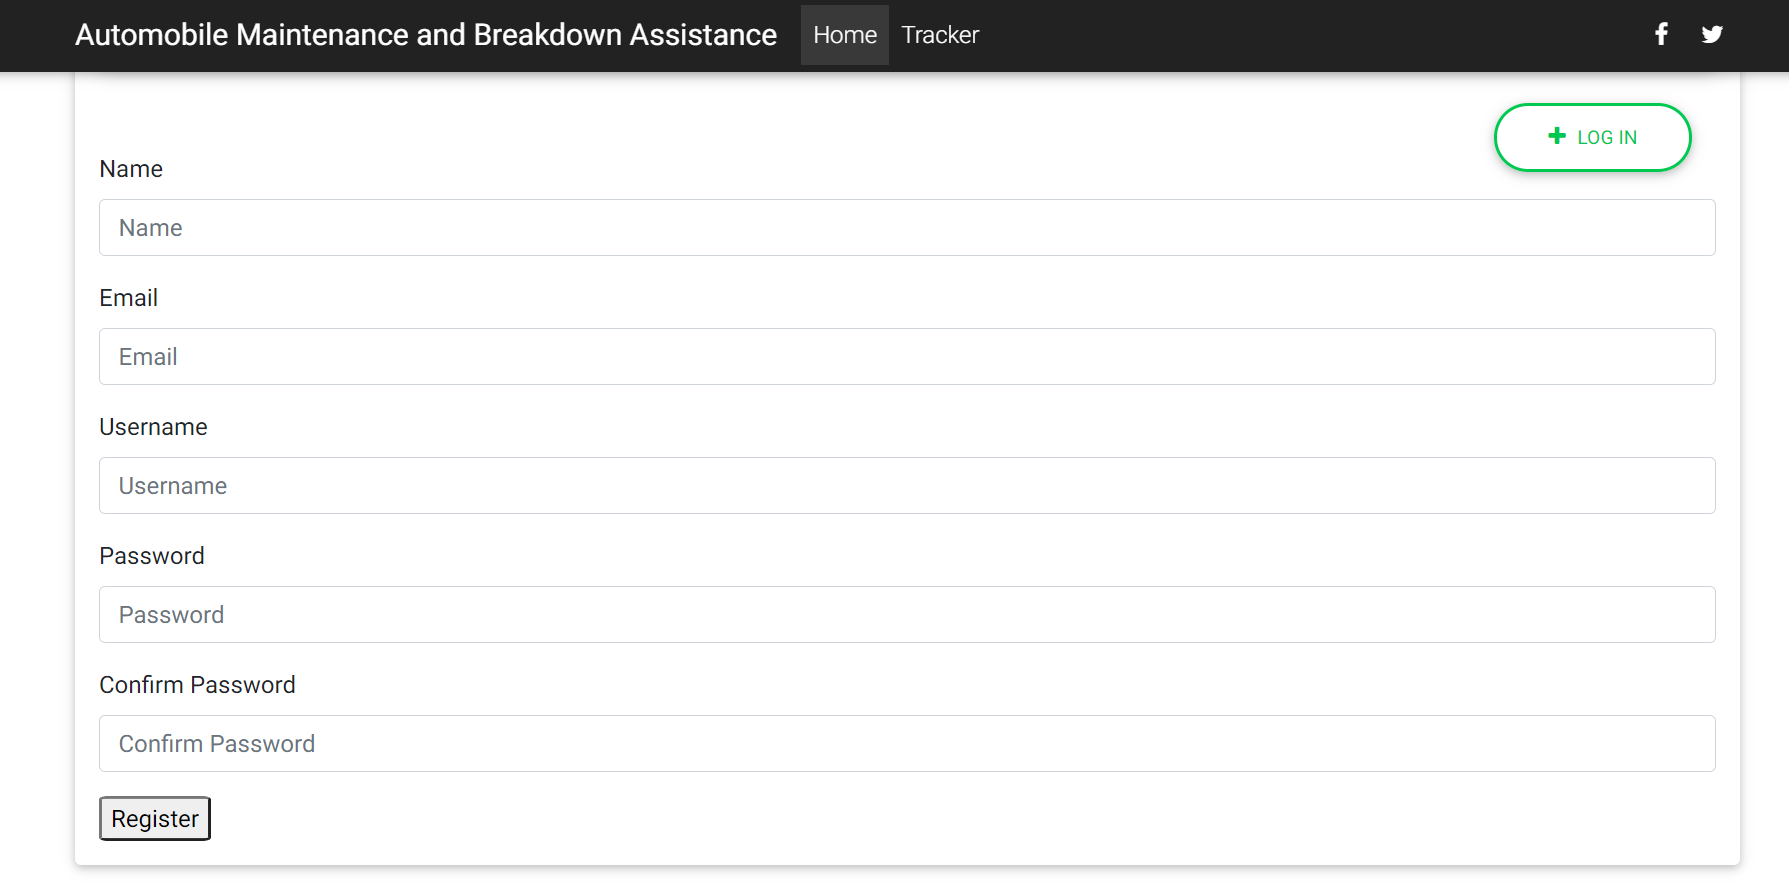 Automobile Maintenance and Breakdown Assistance Home Tracker
LOG IN
Name
Name
Email
Email
Username
Username
Password
Password
Confirm Password
Confirm Password
Register